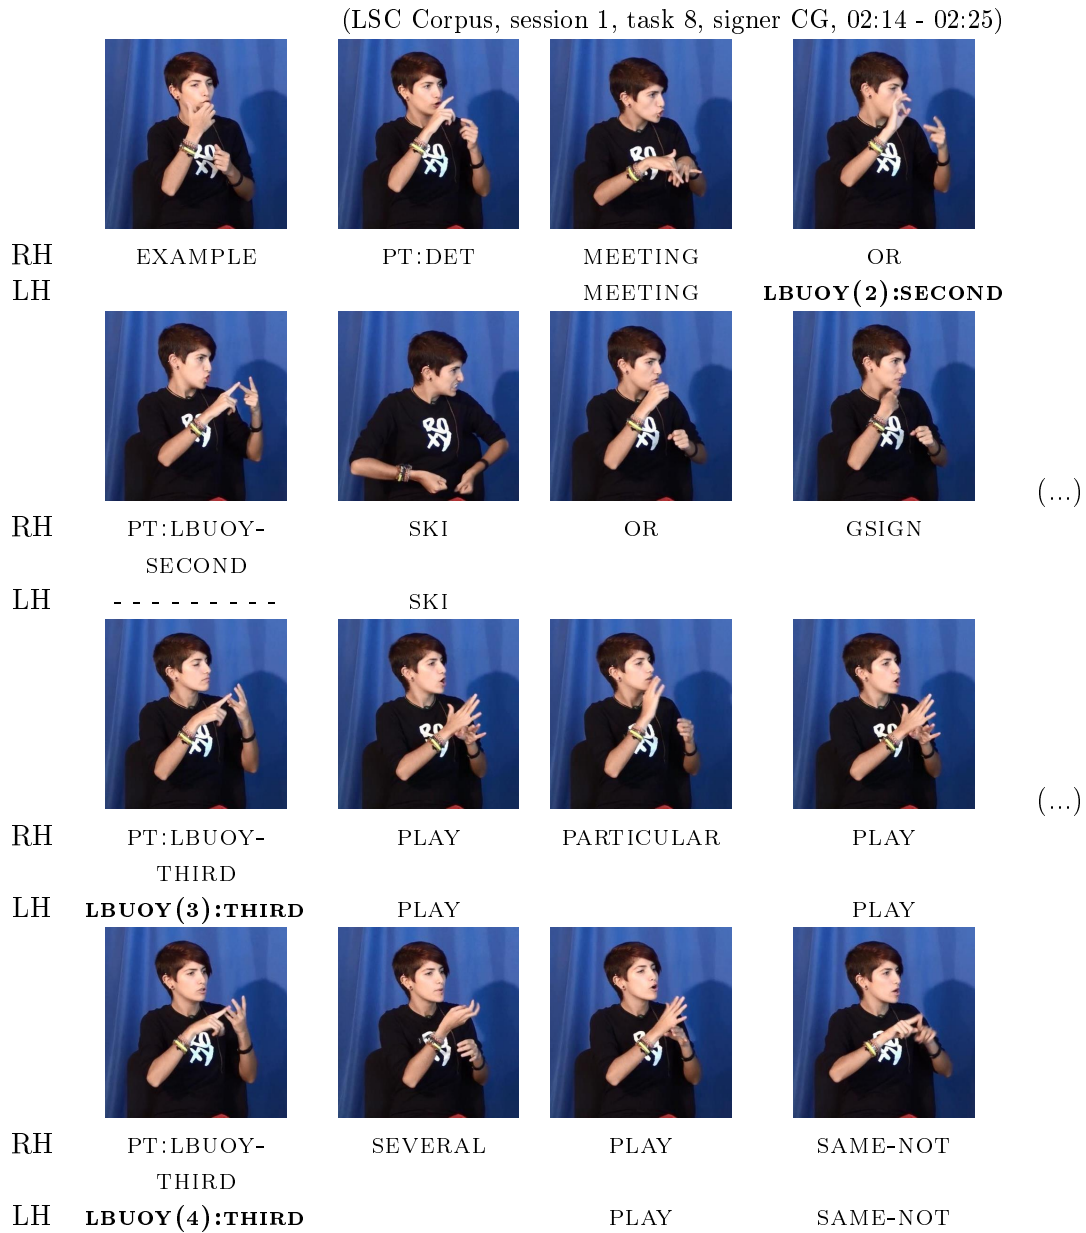 (LSC Corpus, session 1, task 8, signer CG, 02:14 - 02:25)
RH EXAMPLE PT:DET MEETING OR
LH MEETING LBUOY(2):SECOND
(...)
RH PT:LBUOY- SKI OR GSIGN
SECOND
LH - - - - - - - - - SKI
(...)
RH PT:LBUOY- PLAY PARTICULAR PLAY
THIRD
LH LBUOY(3):THIRD PLAY PLAY
RH PT:LBUOY- SEVERAL PLAY SAME-NOT
THIRD
LH LBUOY(4):THIRD PLAY SAME-NOT